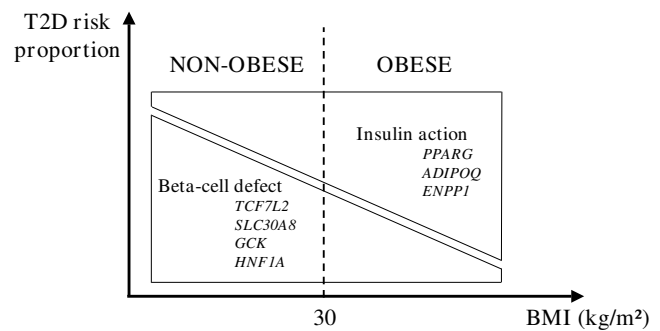 T2D risk
proportion
NON-OBESE
OBESE
Insulin action
PPARG
ADIPOQ
ENPP1
Beta-cell defect
TCF7L2
SLC30A8
GCK
HNF1A
30
BMI (kg/m²)